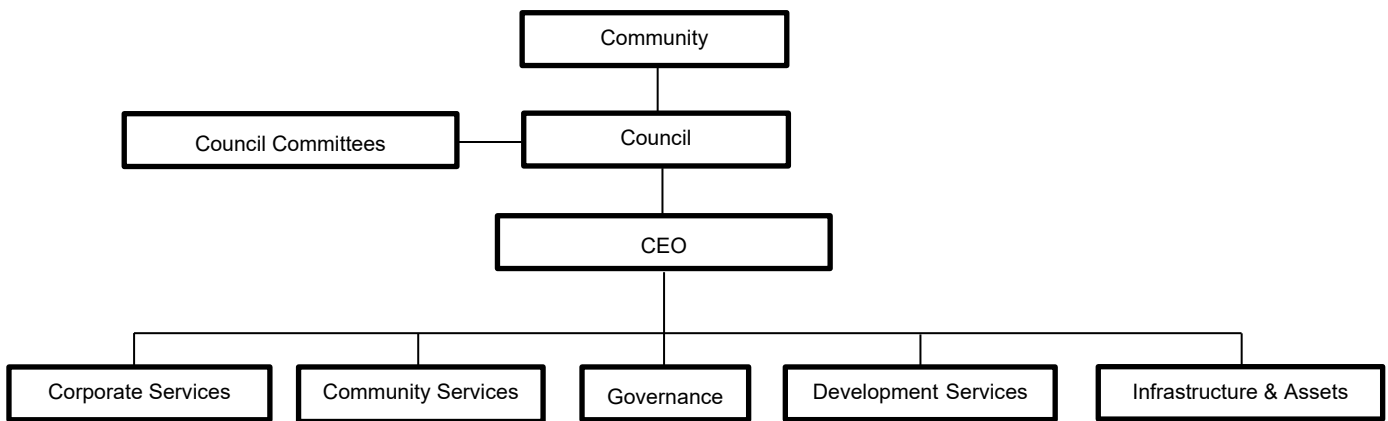 Community
Council Committees
Council
CEO
Corporate Services
Community Services
Governance
Development Services
Infrastructure & Assets